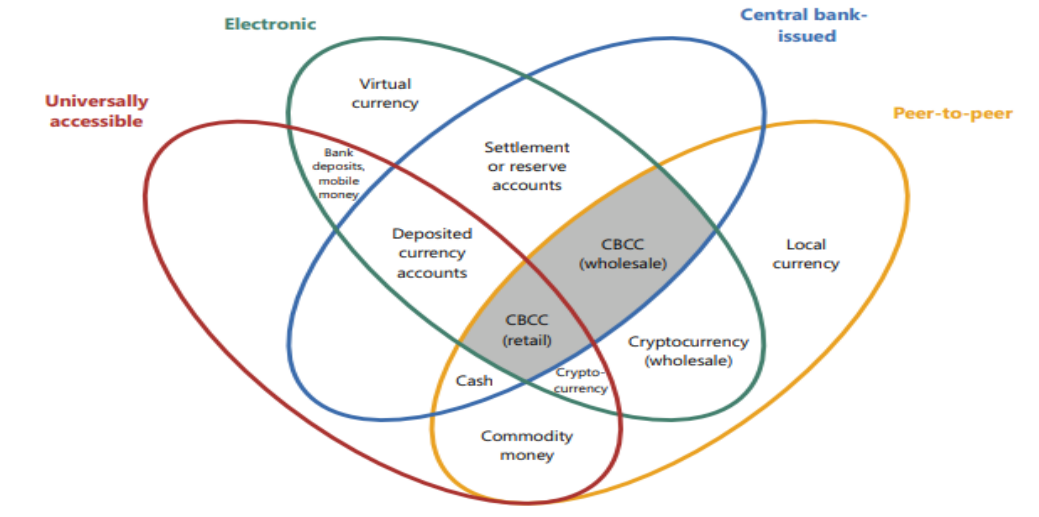 Electronic
Central bank-
issued
Universally
accessible
Peer-to-peer
Virtual
currency
Bank
deposits,
mobile
money
Settlement
or reserve
accounts
Deposited
currency
accounts
CBCC
(wholesale)
Local
currency
CBCC
(retail)
Cryptocurrency
(wholesale)
Cash
Crypto-
currency
Commodity
money